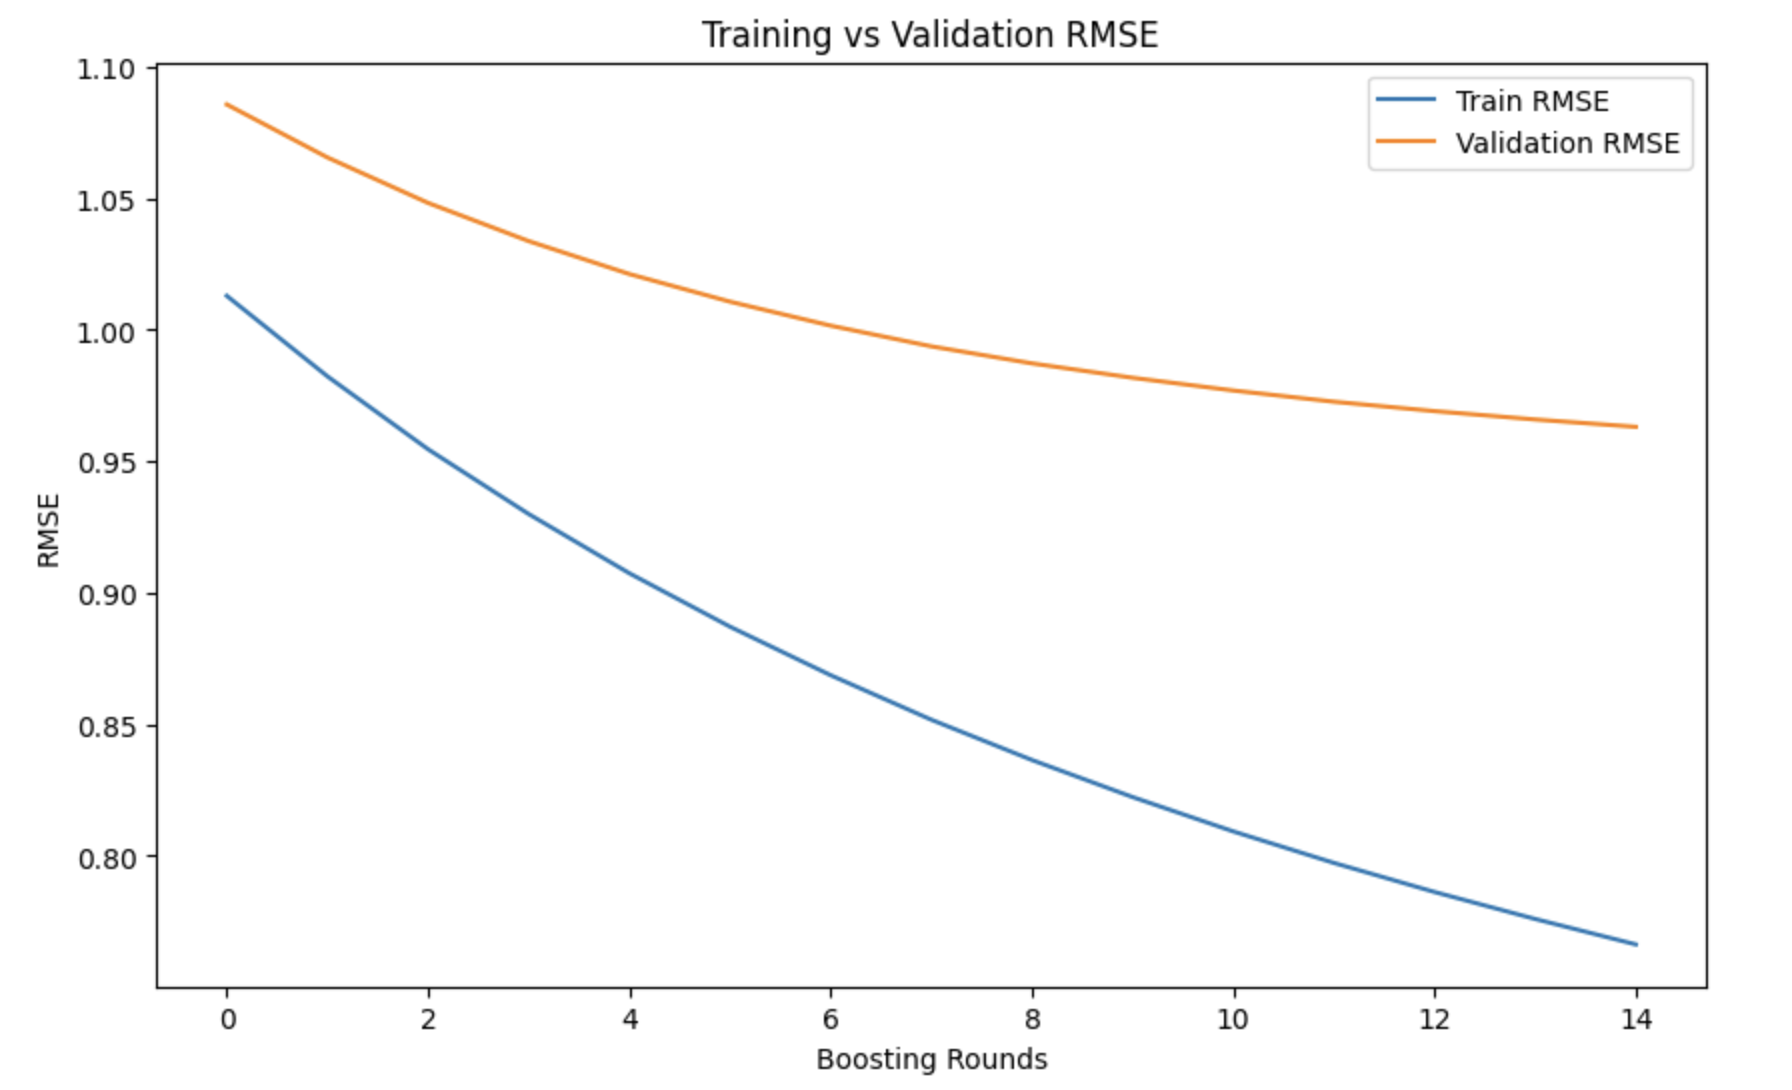 Training vs Validation RMSE
Train RMSE
Validation RMSE
1.10
1.05
1.00
0.95
0.90
0.85
0.80
RMSE
0 2 4 6 8 10 12 14
Boosting Rounds